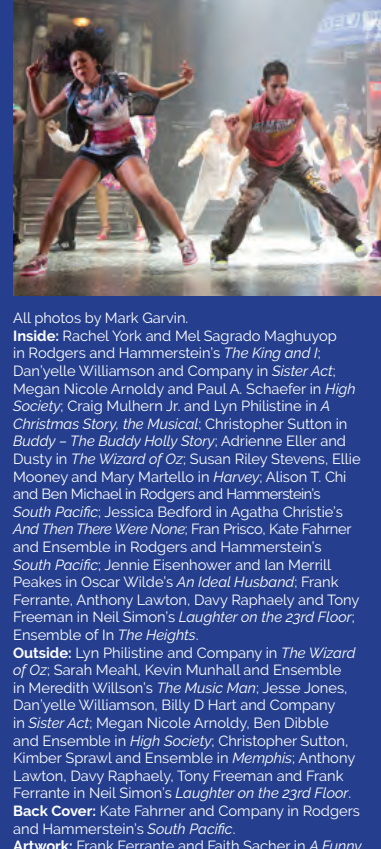 All photos by Mark Garvin.
Inside: Rachel York and Mel Sagrado Maghuyop
in Rodgers and Hammerstein's The King and I;
Dan'yelle Williamson and Company in Sister Act;
Megan Nicole Arnoldy and Paul A. Schaefer in High
Society; Craig Mulhern Jr. and Lyn Philistine in A
Christmas Story, the Musical; Christopher Sutton in
Buddy – The Buddy Holly Story; Adrienne Eller and
Dusty in The Wizard of Oz; Susan Riley Stevens, Ellie
Mooney and Mary Martello in Harvey; Alison T. Chi
and Ben Michael in Rodgers and Hammerstein's
South Pacific; Jessica Bedford in Agatha Christie's
And Then There Were None; Fran Prisco, Kate Fahrner
and Ensemble in Rodgers and Hammerstein's
South Pacific; Jennie Eisenhower and Ian Merrill
Peakes in Oscar Wilde's An Ideal Husband; Frank
Ferrante, Anthony Lawton, Davy Raphaely and Tony
Freeman in Neil Simon's Laughter on the 23rd Floor;
Ensemble of In The Heights.
Outside: Lyn Philistine and Company in The Wizard
of Oz; Sarah Meahl, Kevin Munhall and Ensemble
in Meredith Willson's The Music Man; Jesse Jones,
Dan'yelle Williamson, Billy D Hart and Company
in Sister Act; Megan Nicole Arnoldy, Ben Dibble
and Ensemble in High Society; Christopher Sutton,
Kimber Sprawl and Ensemble in Memphis; Anthony
Lawton, Davy Raphaely, Tony Freeman and Frank
Ferrante in Neil Simon's Laughter on the 23rd Floor.
Back Cover: Kate Fahrner and Company in Rodgers
and Hammerstein's South Pacific.
Artwork: Frank Ferrante and Faith Sacher in A Funny